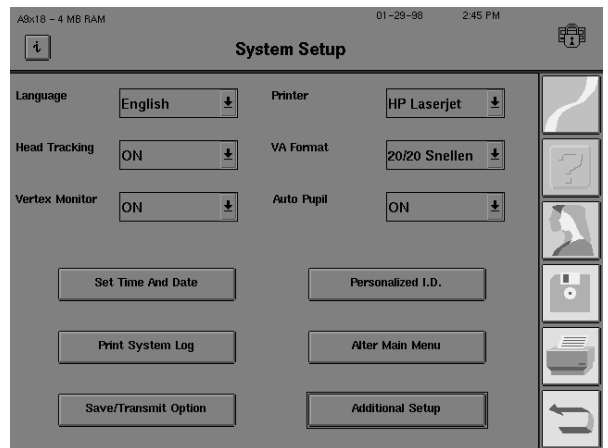 A9x18 – 4 MB RAM 01-29-98 2:45 PM
i System Setup
Language English Printer HP Laserjet
Head Tracking ON VA Format 20/20 Snellen
Vertex Monitor ON Auto Pupil ON
Set Time And Date Personalized I.D.
Print System Log Alter Main Menu
Save/Transmit Option Additional Setup